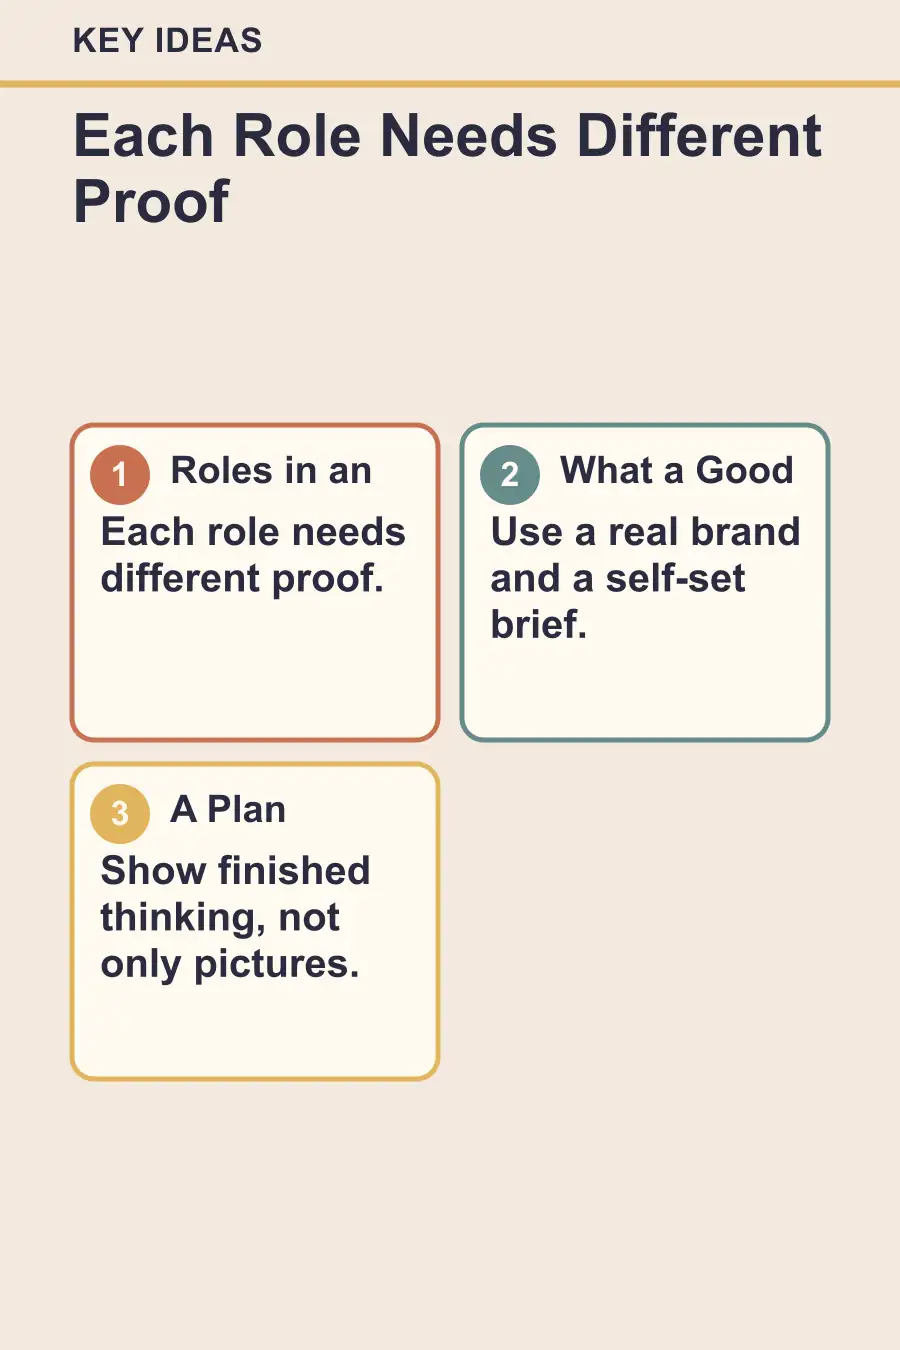 KEY IDEAS
Each Role Needs Different
Proof
1 Roles in an
Each role needs
different proof.
2 What a Good
Use a real brand
and a self-set
brief.
3 A Plan
Show finished
thinking, not
only pictures.